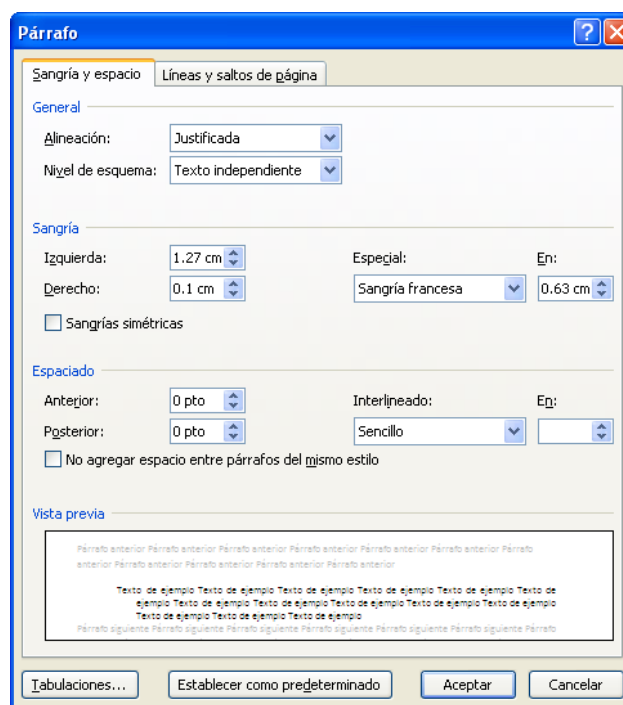 Párrafo
Sangría y espacio Líneas y saltos de página
General
Alineación: Justificada
Nivel de esquema: Texto independiente
Sangría
Izquierda: 1.27 cm Especial: En:
Derecho: 0.1 cm Sangría francesa 0.63 cm
Sangrías simétricas
Espaciado
Anterior: 0 pto Interlineado: En:
Posterior: 0 pto Sencillo
No agregar espacio entre párrafos del mismo estilo
Vista previa
Párrafo anterior Párrafo anterior Párrafo anterior Párrafo anterior Párrafo anterior Párrafo anterior Párrafo
anterior Párrafo anterior Párrafo anterior Párrafo anterior Párrafo anterior
Texto de ejemplo Texto de ejemplo Texto de ejemplo Texto de ejemplo Texto de ejemplo Texto de
ejemplo Texto de ejemplo Texto de ejemplo Texto de ejemplo Texto de ejemplo Texto de ejemplo
Texto de ejemplo Texto de ejemplo Texto de ejemplo
Párrafo siguiente Párrafo siguiente Párrafo siguiente Párrafo siguiente Párrafo siguiente Párrafo
Tabulaciones... Establecer como predeterminado Aceptar Cancelar